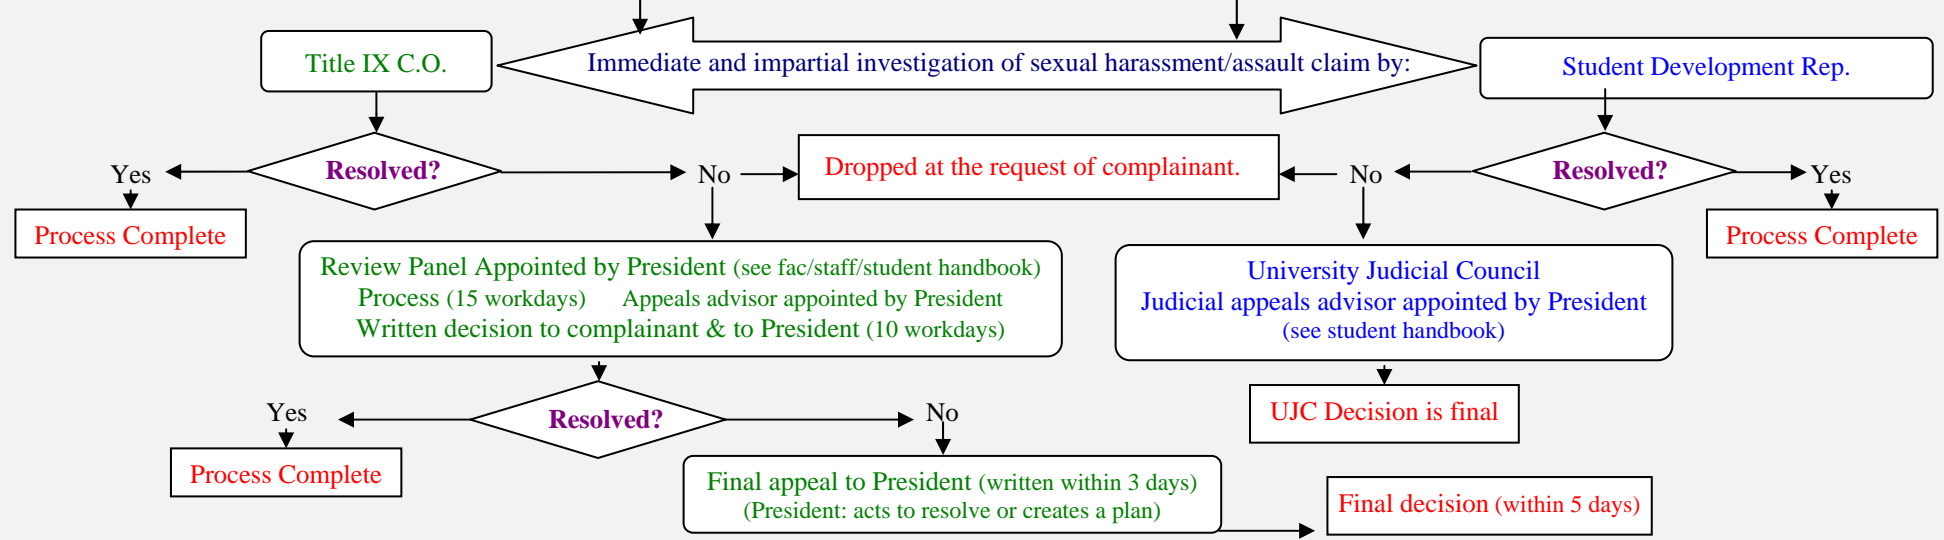 Title IX C.O.
Immediate and impartial investigation of sexual harassment/assault claim by:
Student Development Rep.
Yes
Resolved?
No
Dropped at the request of complainant.
No
Resolved?
Yes
Process Complete
Process Complete
Review Panel Appointed by President (see fac/staff/student handbook)
Process (15 workdays) Appeals advisor appointed by President
Written decision to complainant & to President (10 workdays)
University Judicial Council
Judicial appeals advisor appointed by President
(see student handbook)
Yes
Resolved?
No
UJC Decision is final
Process Complete
Final appeal to President (written within 3 days)
(President: acts to resolve or creates a plan)
Final decision (within 5 days)